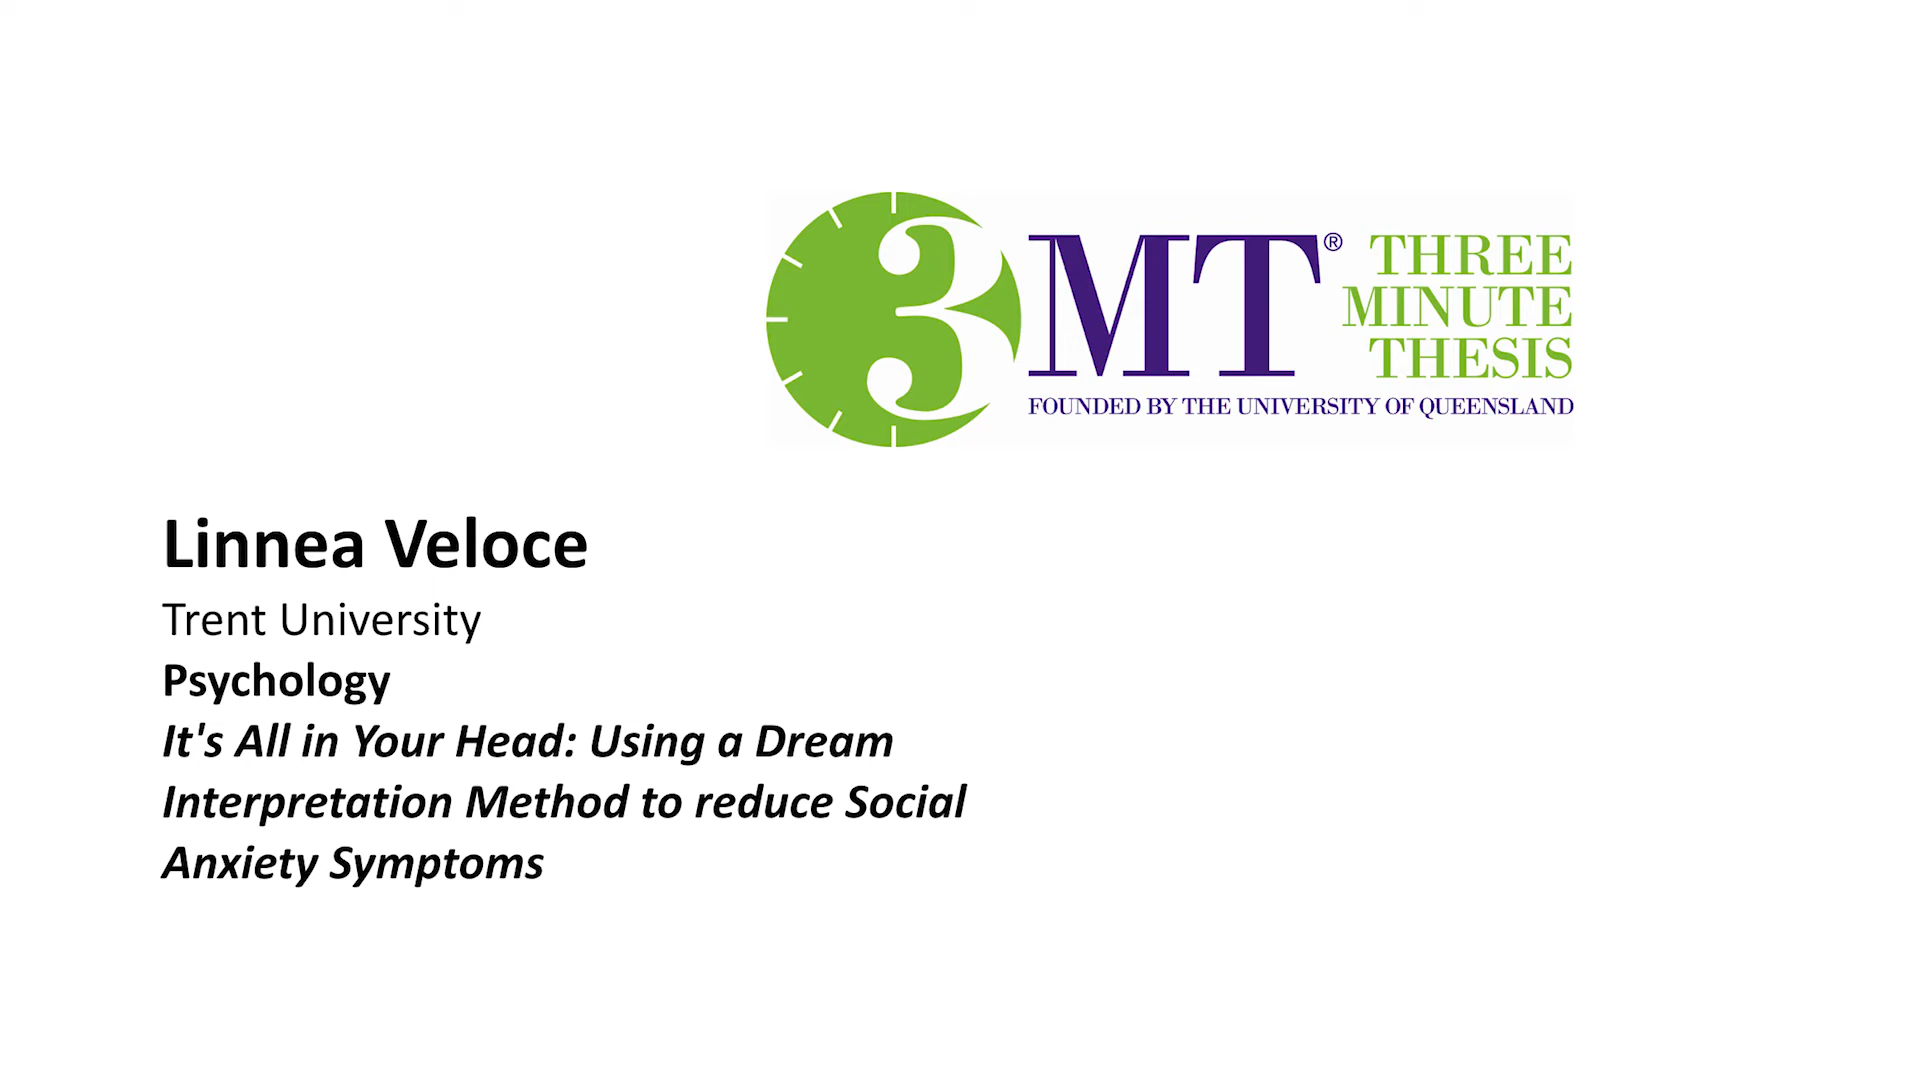 3MT® THREE
MINUTE
THESIS
FOUNDED BY THE UNIVERSITY OF QUEENSLAND
Linnea Veloce
Trent University
Psychology
It's All in Your Head: Using a Dream
Interpretation Method to reduce Social
Anxiety Symptoms